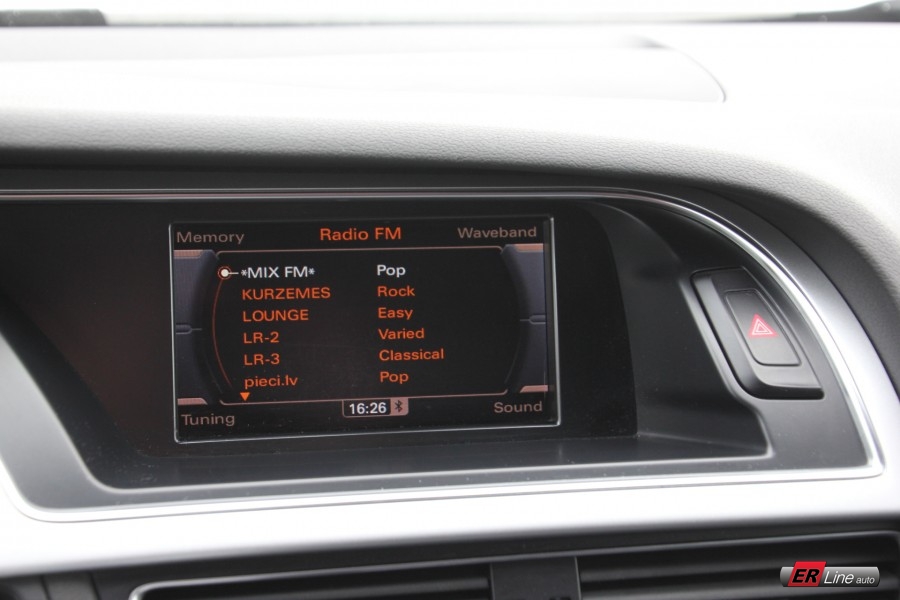 Memory Radio FM Waveband
*MIX FM* Pop
KURZEMES Rock
LOUNGE Easy
LR-2 Varied
LR-3 Classical
pieci.lv Pop
Tuning 16:26 Sound
ER Line auto